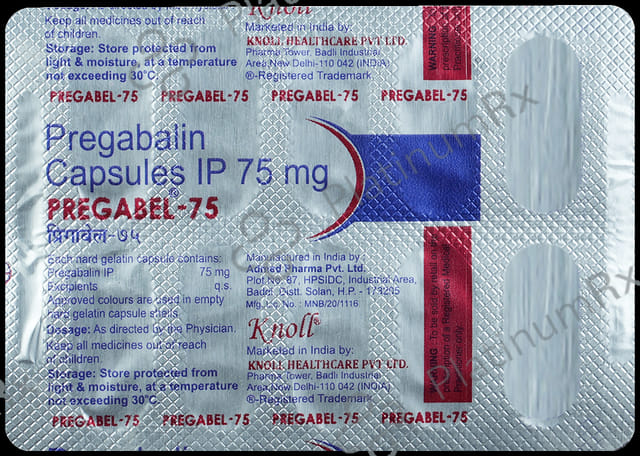 Keep all medicines out of reach
of children.
Storage: Store protected from
light & moisture, at a temperature
not exceeding 30°C.
Knoll
Marketed in India by:
KNOLL HEALTHCARE PVT. LTD.
Pharma Tower, Badli Industrial
Area, New Delhi-110 042 (INDIA)
®-Registered Trademark
WARNING
PREGABEL-75 PREGABEL-75 PREGABEL-75 PREGABEL-75
Pregabalin
Capsules IP 75 mg
PREGABEL®-75
प्रिगाबेल-७५
Each hard gelatin capsule contains:
Pregabalin IP 75 mg
Excipients q.s.
Approved colours are used in empty
hard gelatin capsule shells.
Dosage: As directed by the Physician.
Keep all medicines out of reach
of children.
Storage: Store protected from
light & moisture, at a temperature
not exceeding 30°C.
Manufactured in India by:
Admed Pharma Pvt. Ltd.
Plot No. 87, HPSIDC, Industrial Area,
Baddi, Distt. Solan, H.P. - 173205
Mfg. Lic. No. : MNB/20/1116
Knoll®
Marketed in India by:
KNOLL HEALTHCARE PVT. LTD.
Pharma Tower, Badli Industrial
Area, New Delhi-110 042 (INDIA)
®-Registered Trademark
WARNING : To be sold by retail on the
prescription of a Registered Medical
Practitioner only.
PREGABEL-75 PREGABEL-75 PREGABEL-75 PREGABEL-75
PlatinumRx
PlatinumRx